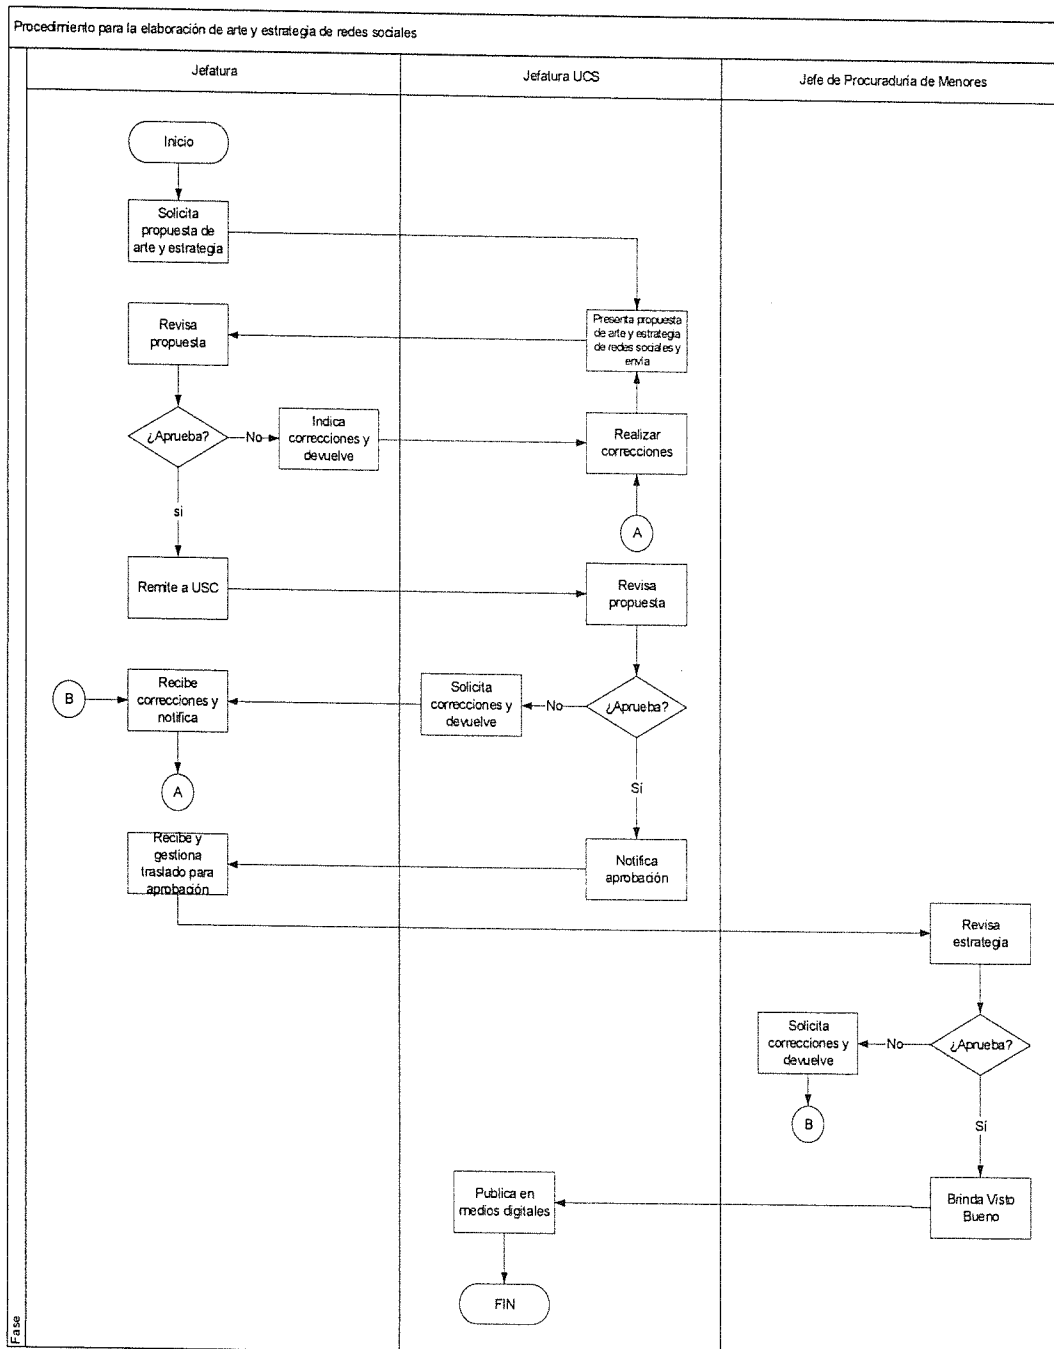 Procedimiento para la elaboración de arte y estrategia de redes sociales
Jefatura
Jefatura UCS
Jefe de Procuraduría de Menores
Inicio
Solicita
propuesta de
arte y estrategia
Revisa
propuesta
Presenta propuesta
de arte y estrategia
de redes sociales y
envía
¿Aprueba?
No
Indica
correcciones y
devuelve
Realizar
correcciones
si
A
Remite a USC
Revisa
propuesta
B
Recibe
correcciones y
notifica
Solicita
correcciones y
devuelve
No
¿Aprueba?
A
Sí
Recibe y
gestiona
traslado para
aprobación
Notifica
aprobación
Revisa
estrategia
Solicita
correcciones y
devuelve
No
¿Aprueba?
B
Sí
Publica en
medios digitales
Brinda Visto
Bueno
FIN
Fase